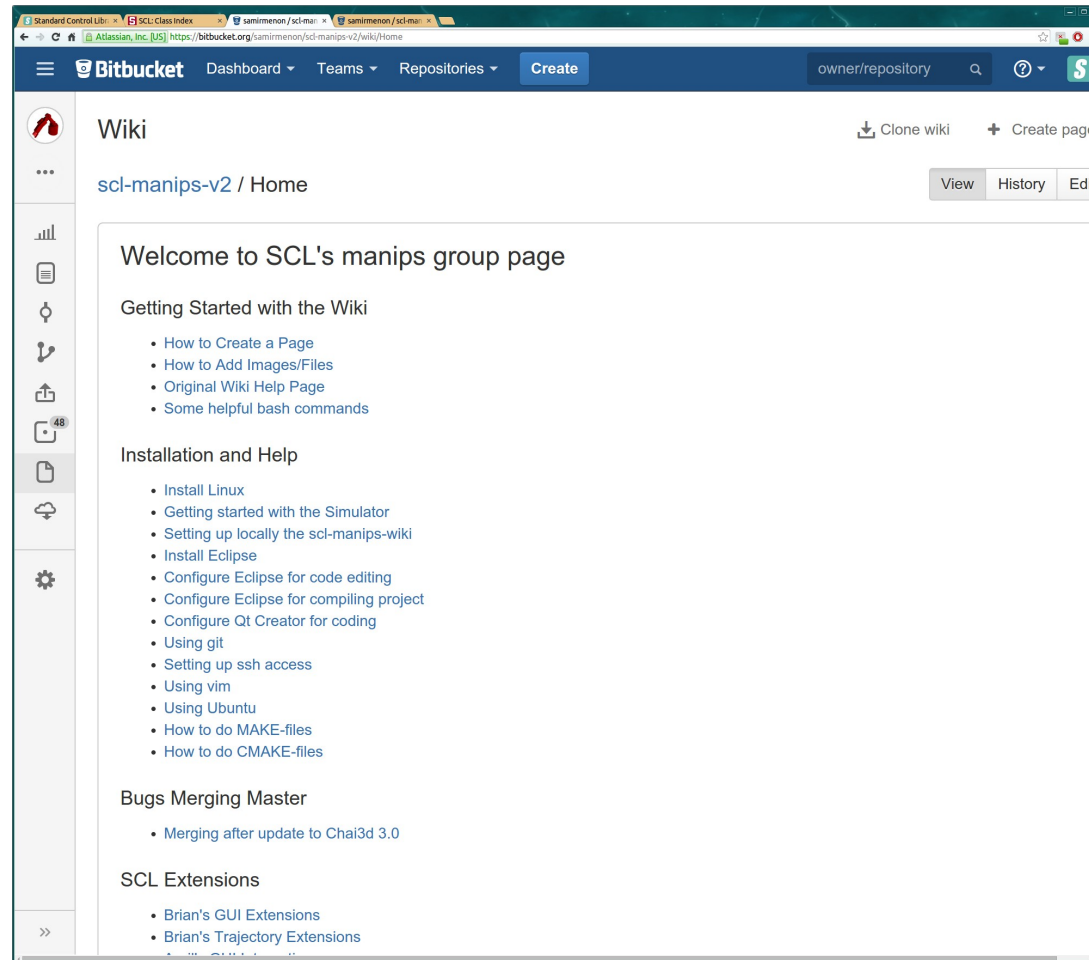 Standard Control Libr
SCL: Class Index
samirmenon / scl-man
samirmenon / scl-man
Atlassian, Inc. [US] https://bitbucket.org/samirmenon/scl-manips-v2/wiki/Home
Bitbucket Dashboard Teams Repositories Create owner/repository
Wiki
Clone wiki + Create page
scl-manips-v2 / Home
View History Ed
48
Welcome to SCL's manips group page
Getting Started with the Wiki
• How to Create a Page
• How to Add Images/Files
• Original Wiki Help Page
• Some helpful bash commands
Installation and Help
• Install Linux
• Getting started with the Simulator
• Setting up locally the scl-manips-wiki
• Install Eclipse
• Configure Eclipse for code editing
• Configure Eclipse for compiling project
• Configure Qt Creator for coding
• Using git
• Setting up ssh access
• Using vim
• Using Ubuntu
• How to do MAKE-files
• How to do CMAKE-files
Bugs Merging Master
• Merging after update to Chai3d 3.0
SCL Extensions
• Brian's GUI Extensions
• Brian's Trajectory Extensions